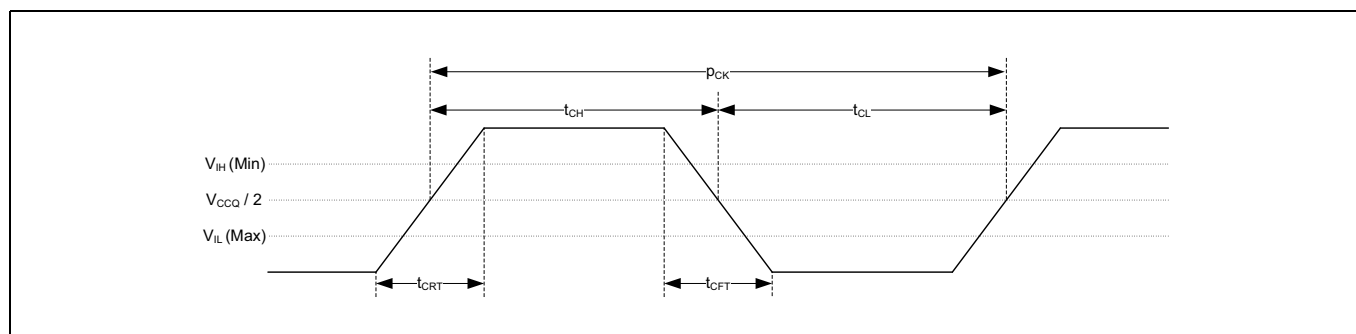 pCK
tCH
tCL
VIH (Min)
VCCQ / 2
VIL (Max)
tCRT
tCFT